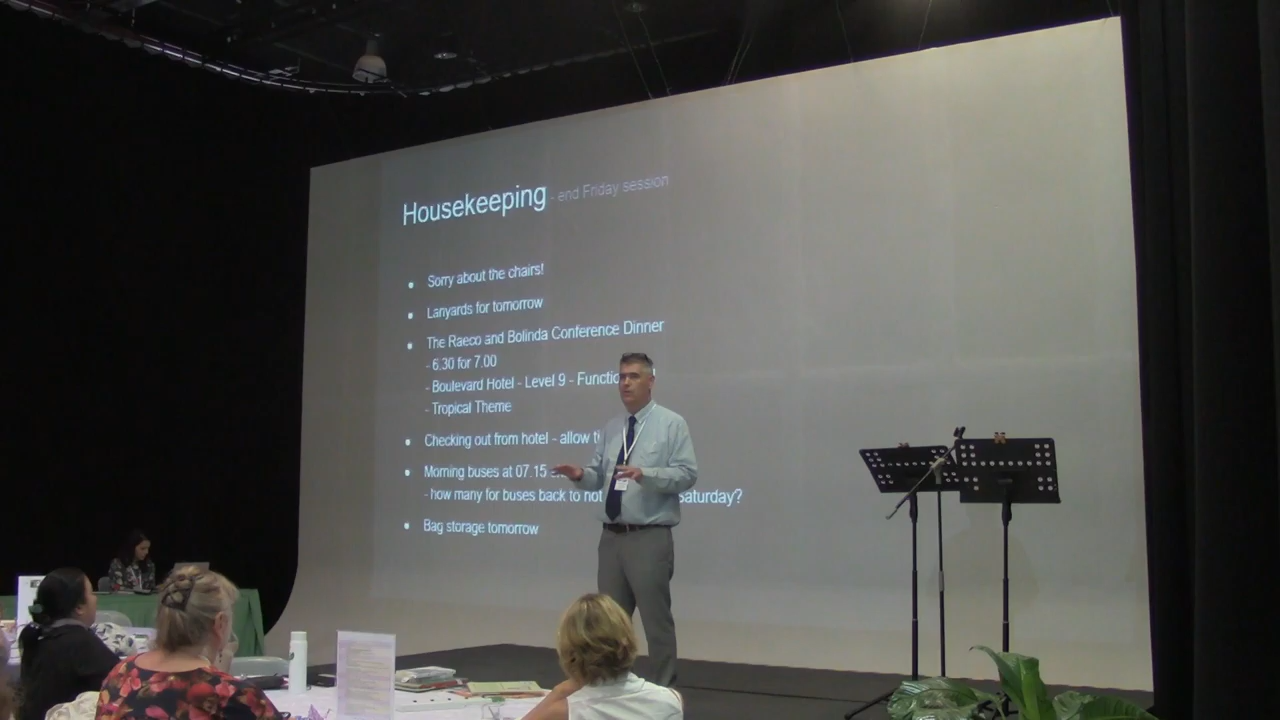 Housekeeping - end Friday session
Sorry about the chairs!
Lanyards for tomorrow
The Raeco and Bolinda Conference Dinner
- 6.30 for 7.00
- Boulevard Hotel - Level 9 -
- Tropical Theme
Checking out from hotel - allow
Morning buses at 07.15
- how many for buses back to Saturday?
Bag storage tomorrow